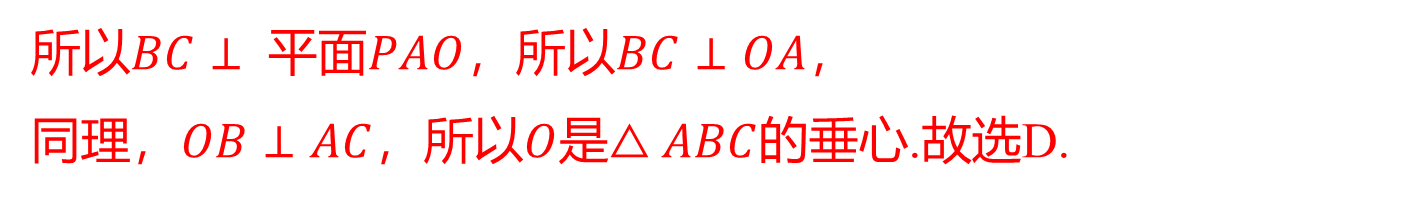 所以BC ⊥ 平面PAO，所以BC ⊥ OA，
同理，OB ⊥ AC，所以O是△ ABC的垂心.故选D.